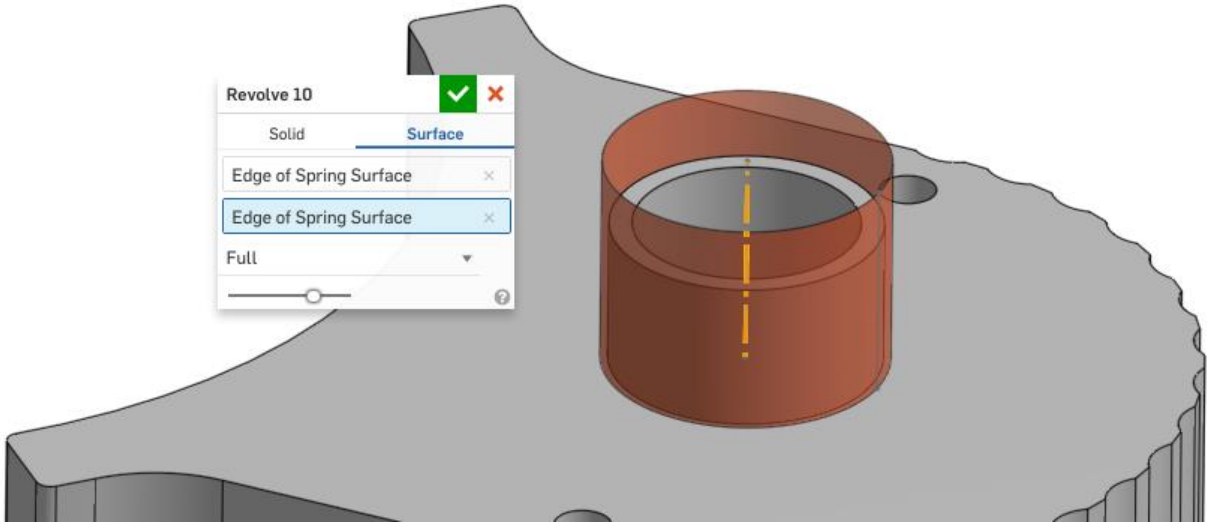 Revolve 10
Solid Surface
Edge of Spring Surface
Edge of Spring Surface
Full